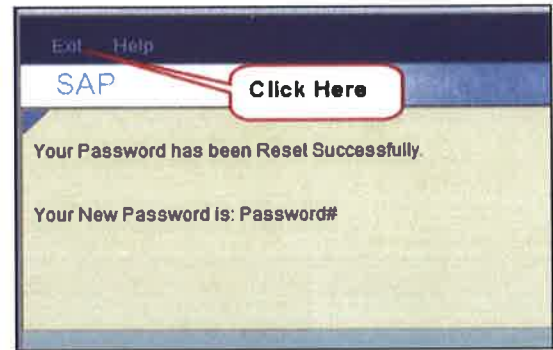 Exit Help
SAP
Click Here
Your Password has been Reset Successfully.
Your New Password is: Password#